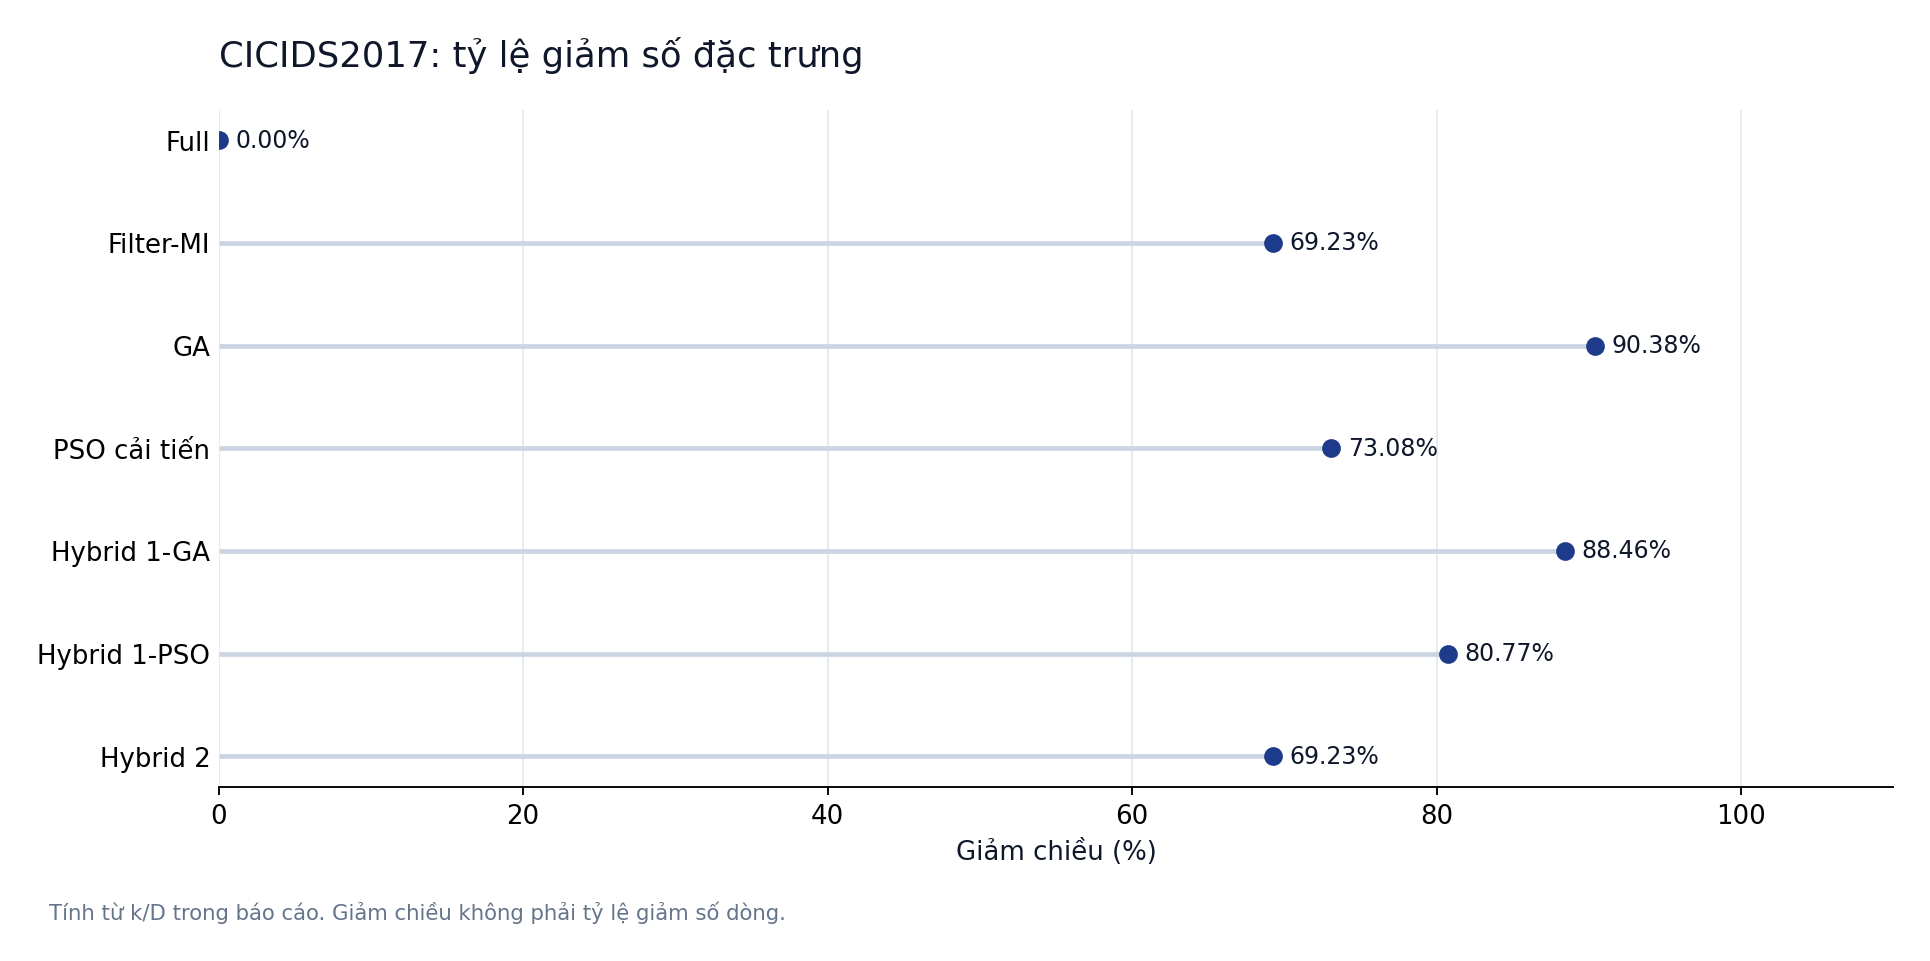 CICIDS2017: tỷ lệ giảm số đặc trưng
Full 0.00%
Filter-MI 69.23%
GA 90.38%
PSO cải tiến 73.08%
Hybrid 1-GA 88.46%
Hybrid 1-PSO 80.77%
Hybrid 2 69.23%
0 20 40 60 80 100
Giảm chiều (%)
Tính từ k/D trong báo cáo. Giảm chiều không phải tỷ lệ giảm số dòng.